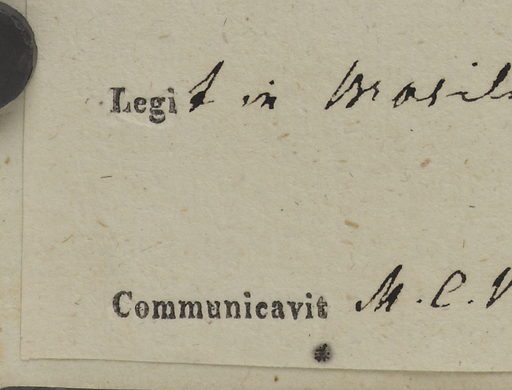 Legit in Brasil
Communicavit M. C. V
*